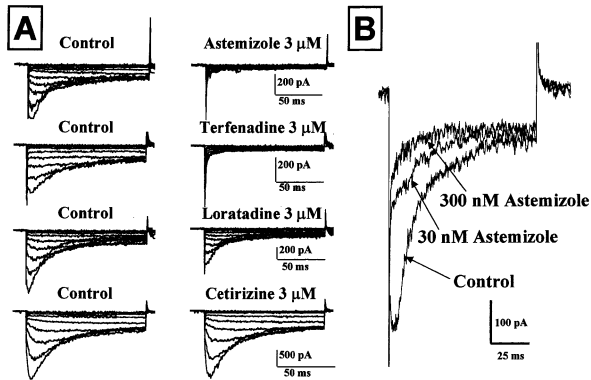 A
Control
Astemizole 3 μM
200 pA
50 ms
Control
Terfenadine 3 μM
200 pA
50 ms
Control
Loratadine 3 μM
200 pA
50 ms
Control
Cetirizine 3 μM
500 pA
50 ms
B
300 nM Astemizole
30 nM Astemizole
Control
100 pA
25 ms